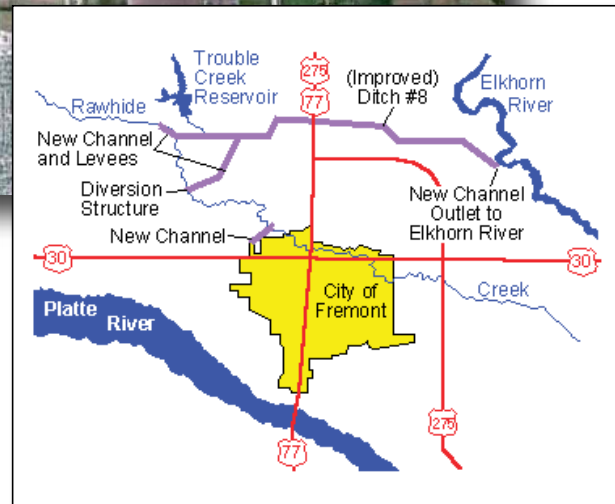 Trouble
Creek
Reservoir
275
77
(Improved)
Ditch #8
Elkhorn
River
Rawhide
New Channel
and Levees
Diversion
Structure
New Channel
Outlet to
Elkhorn River
New Channel
30
30
City of
Fremont
Creek
Platte
River
275
77